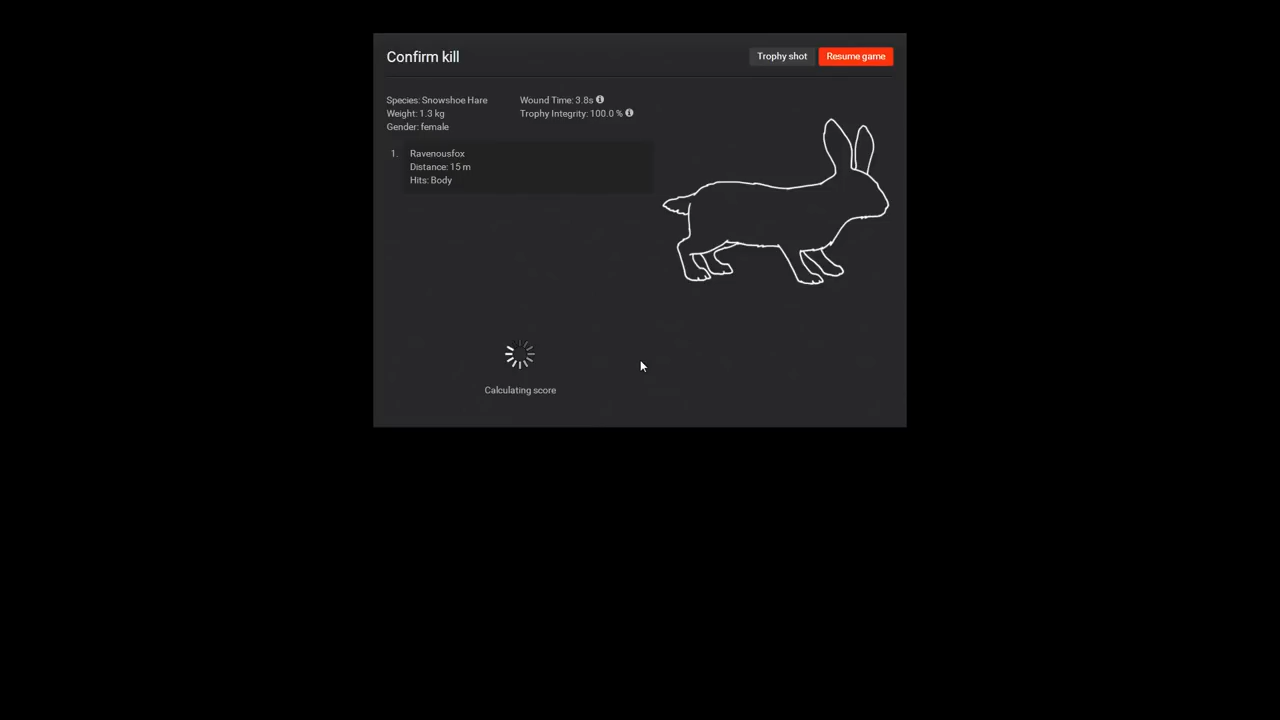 Confirm kill
Trophy shot
Resume game
Species: Snowshoe Hare
Weight: 1.3 kg
Gender: female
Wound Time: 3.8s
Trophy Integrity: 100.0 %
1.
Ravenousfox
Distance: 15 m
Hits: Body
Calculating score